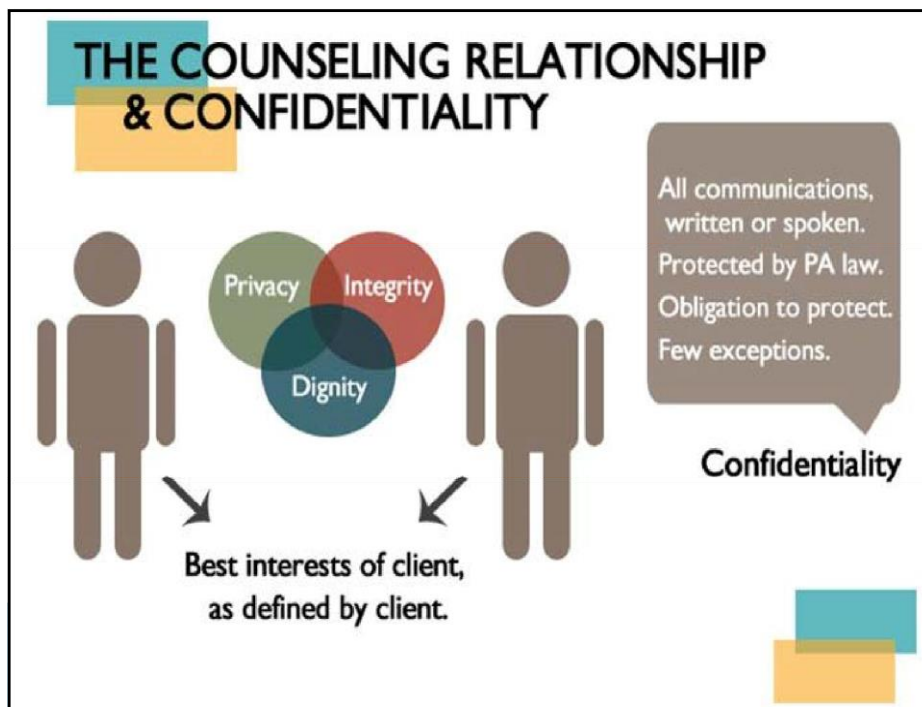 THE COUNSELING RELATIONSHIP
& CONFIDENTIALITY
Privacy
Integrity
Dignity
Best interests of client,
as defined by client.
All communications,
written or spoken.
Protected by PA law.
Obligation to protect.
Few exceptions.
Confidentiality